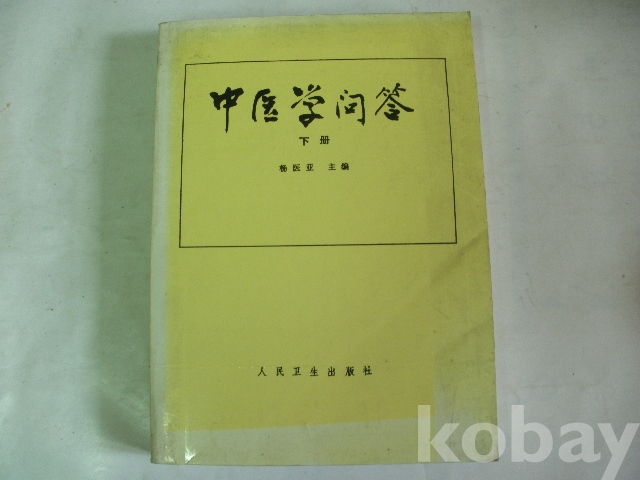 中医学问答
下册
杨医亚 主编
人民卫生出版社
kobay